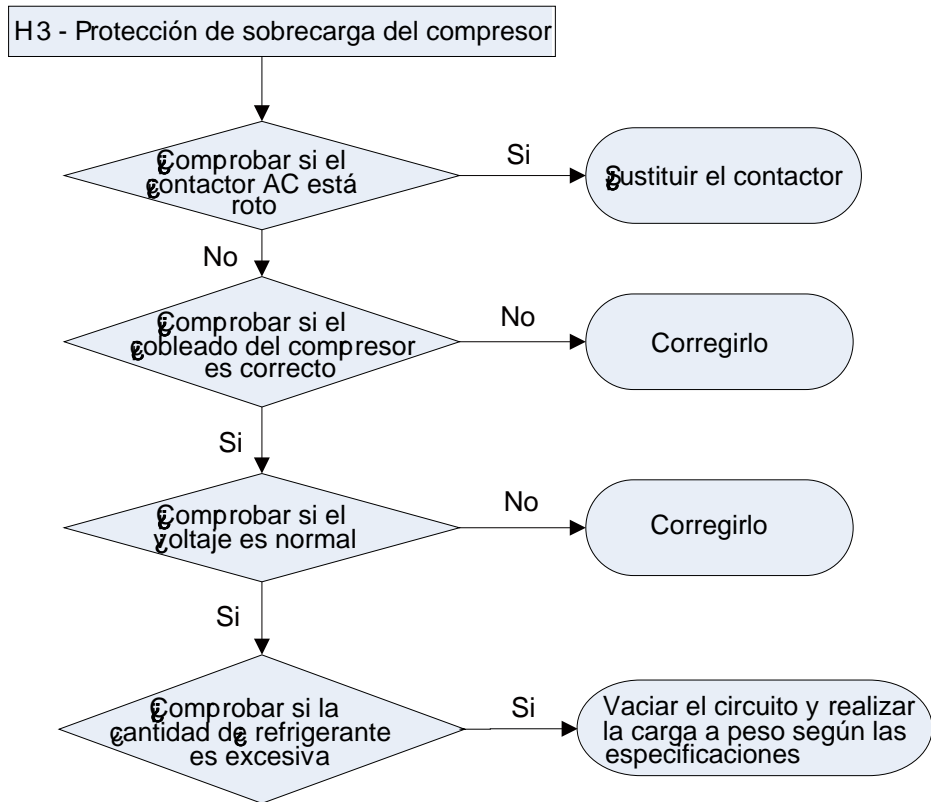 H3 - Protección de sobrecarga del compresor
Comprobar si el
contactor AC está
roto
Si
Sustituir el contactor
No
Comprobar si el
cobleado del compresor
es correcto
No
Corregirlo
Si
Comprobar si el
voltaje es normal
No
Corregirlo
Si
Comprobar si la
cantidad de refrigerante
es excesiva
Si
Vaciar el circuito y realizar
la carga a peso según las
especificaciones